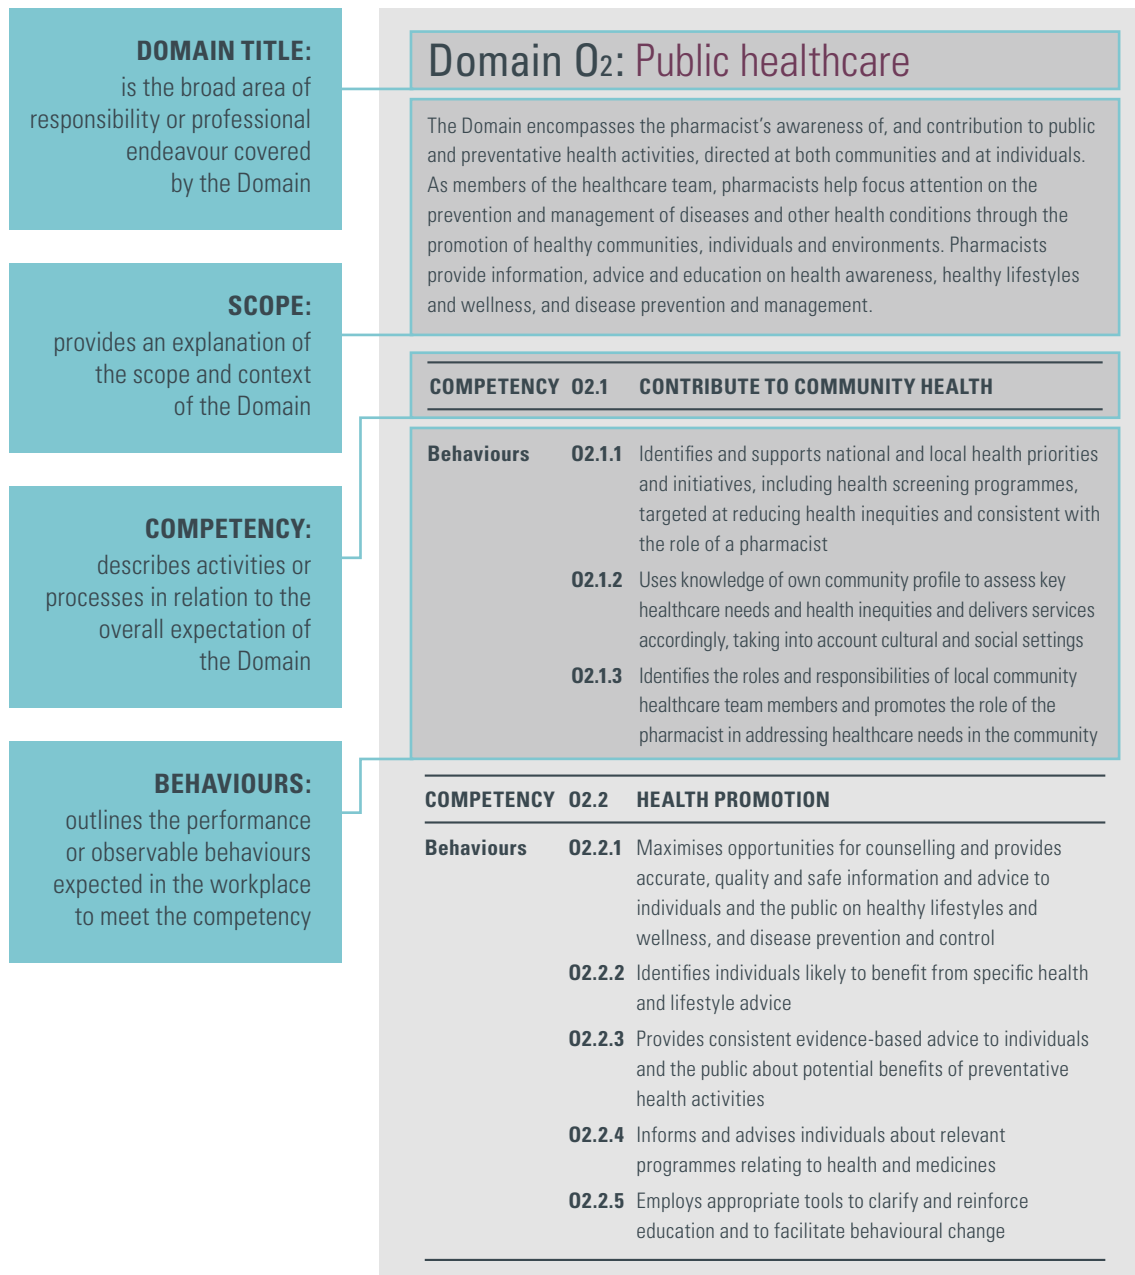 DOMAIN TITLE:
is the broad area of
responsibility or professional
endeavour covered
by the Domain
SCOPE:
provides an explanation of
the scope and context
of the Domain
COMPETENCY:
describes activities or
processes in relation to the
overall expectation of
the Domain
BEHAVIOURS:
outlines the performance
or observable behaviours
expected in the workplace
to meet the competency
Domain O2: Public healthcare
The Domain encompasses the pharmacist's awareness of, and contribution to public
and preventative health activities, directed at both communities and at individuals.
As members of the healthcare team, pharmacists help focus attention on the
prevention and management of diseases and other health conditions through the
promotion of healthy communities, individuals and environments. Pharmacists
provide information, advice and education on health awareness, healthy lifestyles
and wellness, and disease prevention and management.
COMPETENCY O2.1 CONTRIBUTE TO COMMUNITY HEALTH
Behaviours O2.1.1 Identifies and supports national and local health priorities
and initiatives, including health screening programmes,
targeted at reducing health inequities and consistent with
the role of a pharmacist
O2.1.2 Uses knowledge of own community profile to assess key
healthcare needs and health inequities and delivers services
accordingly, taking into account cultural and social settings
O2.1.3 Identifies the roles and responsibilities of local community
healthcare team members and promotes the role of the
pharmacist in addressing healthcare needs in the community
COMPETENCY O2.2 HEALTH PROMOTION
Behaviours O2.2.1 Maximises opportunities for counselling and provides
accurate, quality and safe information and advice to
individuals and the public on healthy lifestyles and
wellness, and disease prevention and control
O2.2.2 Identifies individuals likely to benefit from specific health
and lifestyle advice
O2.2.3 Provides consistent evidence-based advice to individuals
and the public about potential benefits of preventative
health activities
O2.2.4 Informs and advises individuals about relevant
programmes relating to health and medicines
O2.2.5 Employs appropriate tools to clarify and reinforce
education and to facilitate behavioural change